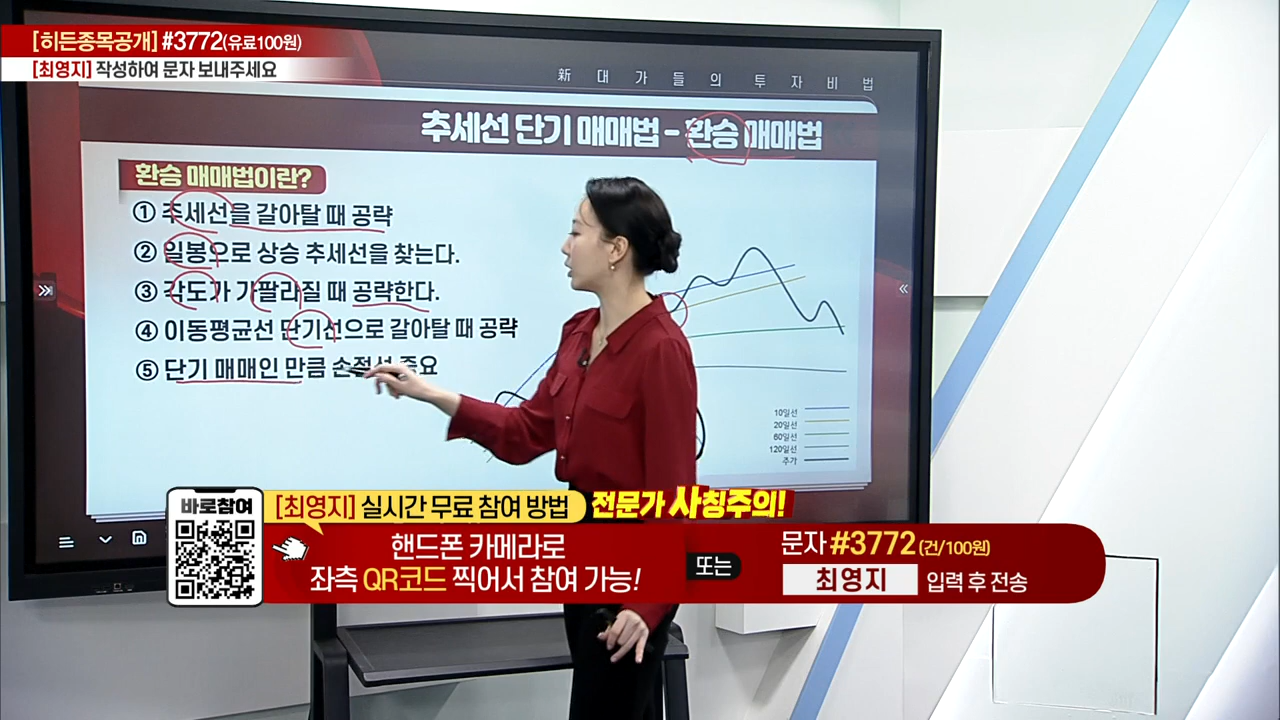 [히든종목공개] #3772(유료100원)
[최영지] 작성하여 문자 보내주세요
新 대 가 들 의 투 자 비 법
추세선 단기 매매법 - 환승 매매법
환승 매매법이란?
① 추세선을 갈아탈 때 공략
② 일봉으로 상승 추세선을 찾는다.
③ 각도가 가팔라질 때 공략한다.
④ 이동평균선 단기선으로 갈아탈 때 공략
⑤ 단기 매매인 만큼 손절선 중요
10일선
20일선
60일선
120일선
주가
바로참여
[최영지] 실시간 무료 참여 방법
전문가 사칭주의!
핸드폰 카메라로
좌측 QR코드 찍어서 참여 가능!
또는
문자 #3772 (건/100원)
최영지 입력 후 전송